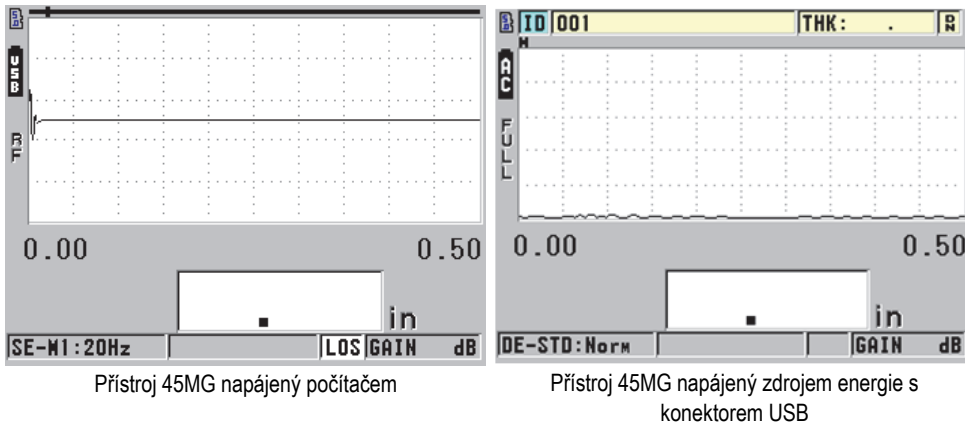 USB
RF
0.00 0.50
in
SE-M1:20Hz LOS GAIN dB
Přístroj 45MG napájený počítačem
ID 001 THK: .
AC
FULL
0.00 0.50
in
DE-STD:Norm GAIN dB
Přístroj 45MG napájený zdrojem energie s
konektorem USB